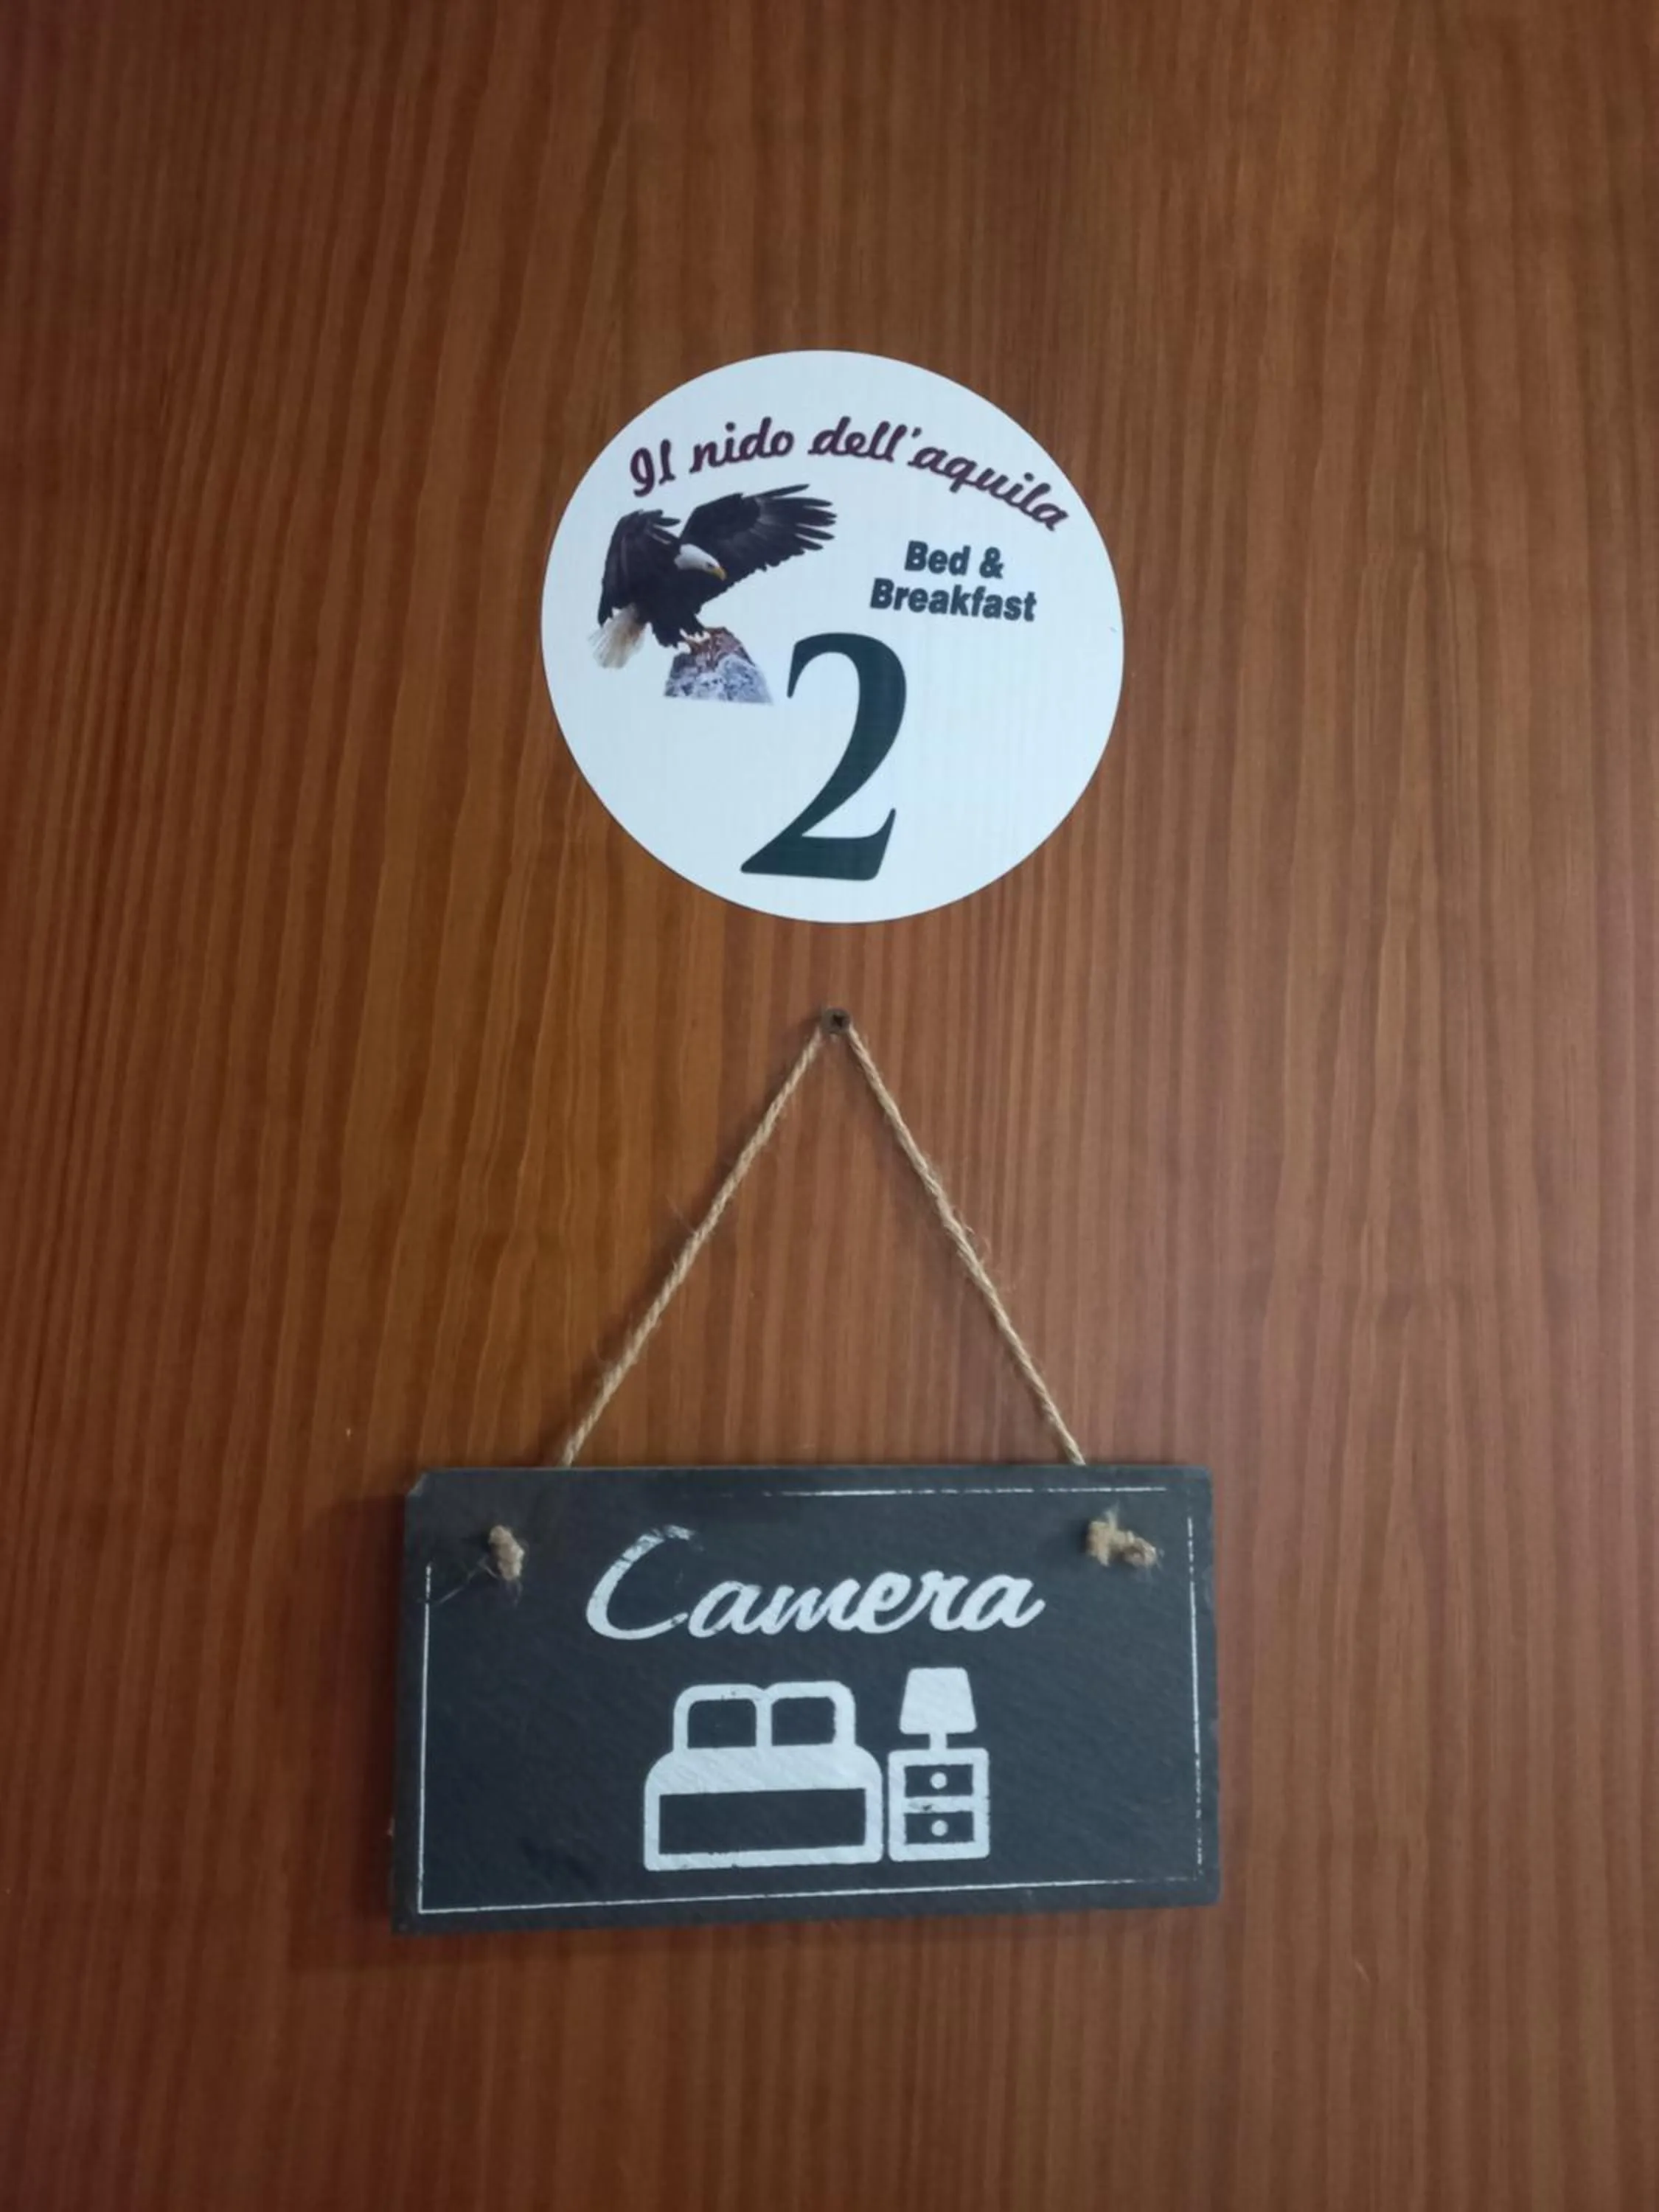 Il nido dell'aquila
Bed &
Breakfast
2
Camera